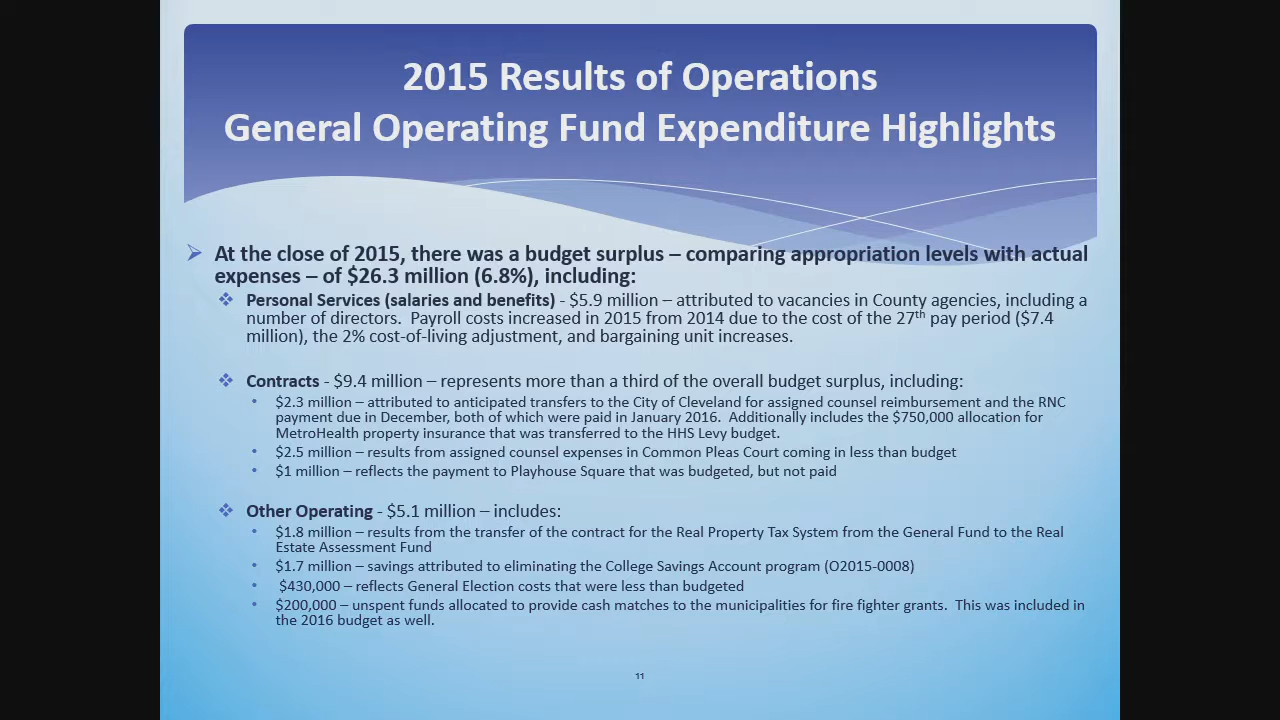 2015 Results of Operations
General Operating Fund Expenditure Highlights
At the close of 2015, there was a budget surplus – comparing appropriation levels with actual
expenses – of $26.3 million (6.8%), including:
Personal Services (salaries and benefits) - $5.9 million – attributed to vacancies in County agencies, including a
number of directors.  Payroll costs increased in 2015 from 2014 due to the cost of the 27th pay period ($7.4
million), the 2% cost-of-living adjustment, and bargaining unit increases.
Contracts - $9.4 million – represents more than a third of the overall budget surplus, including:
• $2.3 million – attributed to anticipated transfers to the City of Cleveland for assigned counsel reimbursement and the RNC
payment due in December, both of which were paid in January 2016.  Additionally includes the $750,000 allocation for
MetroHealth property insurance that was transferred to the HHS Levy budget.
• $2.5 million – results from assigned counsel expenses in Common Pleas Court coming in less than budget
• $1 million – reflects the payment to Playhouse Square that was budgeted, but not paid
Other Operating - $5.1 million – includes:
• $1.8 million – results from the transfer of the contract for the Real Property Tax System from the General Fund to the Real
Estate Assessment Fund
• $1.7 million – savings attributed to eliminating the College Savings Account program (O2015-0008)
• $430,000 – reflects General Election costs that were less than budgeted
• $200,000 – unspent funds allocated to provide cash matches to the municipalities for fire fighter grants.  This was included in
the 2016 budget as well.
11